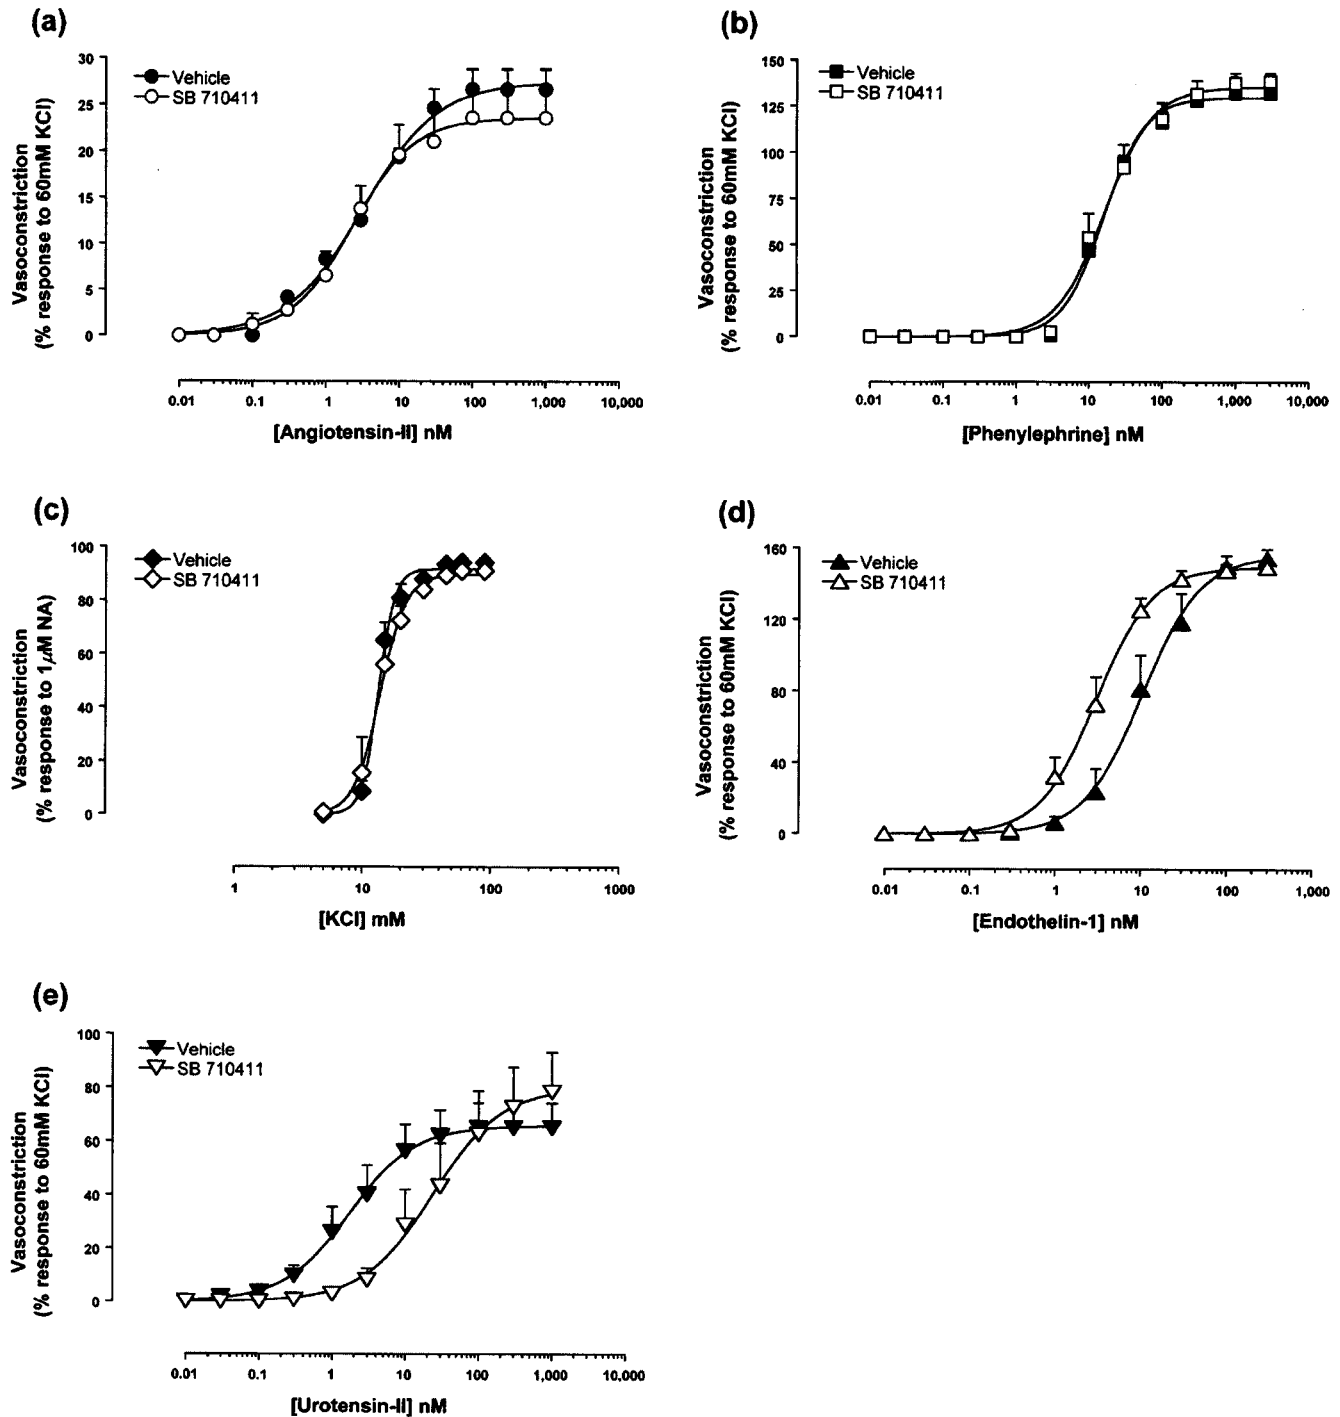 (a)
30
25
20
15
10
5
0
Vehicle
SB 710411
Vasoconstriction
(% response to 60mM KCl)
0.01 0.1 1 10 100 1,000 10,000
[Angiotensin-II] nM
(b)
150
125
100
75
50
25
0
Vehicle
SB 710411
Vasoconstriction
(% response to 60mM KCl)
0.01 0.1 1 10 100 1,000 10,000
[Phenylephrine] nM
(c)
100
80
60
40
20
0
Vehicle
SB 710411
Vasoconstriction
(% response to 1µM NA)
1 10 100 1000
[KCl] mM
(d)
160
120
80
40
0
Vehicle
SB 710411
Vasoconstriction
(% response to 60mM KCl)
0.01 0.1 1 10 100 1,000
[Endothelin-1] nM
(e)
100
80
60
40
20
0
Vehicle
SB 710411
Vasoconstriction
(% response to 60mM KCl)
0.01 0.1 1 10 100 1,000 10,000
[Urotensin-II] nM